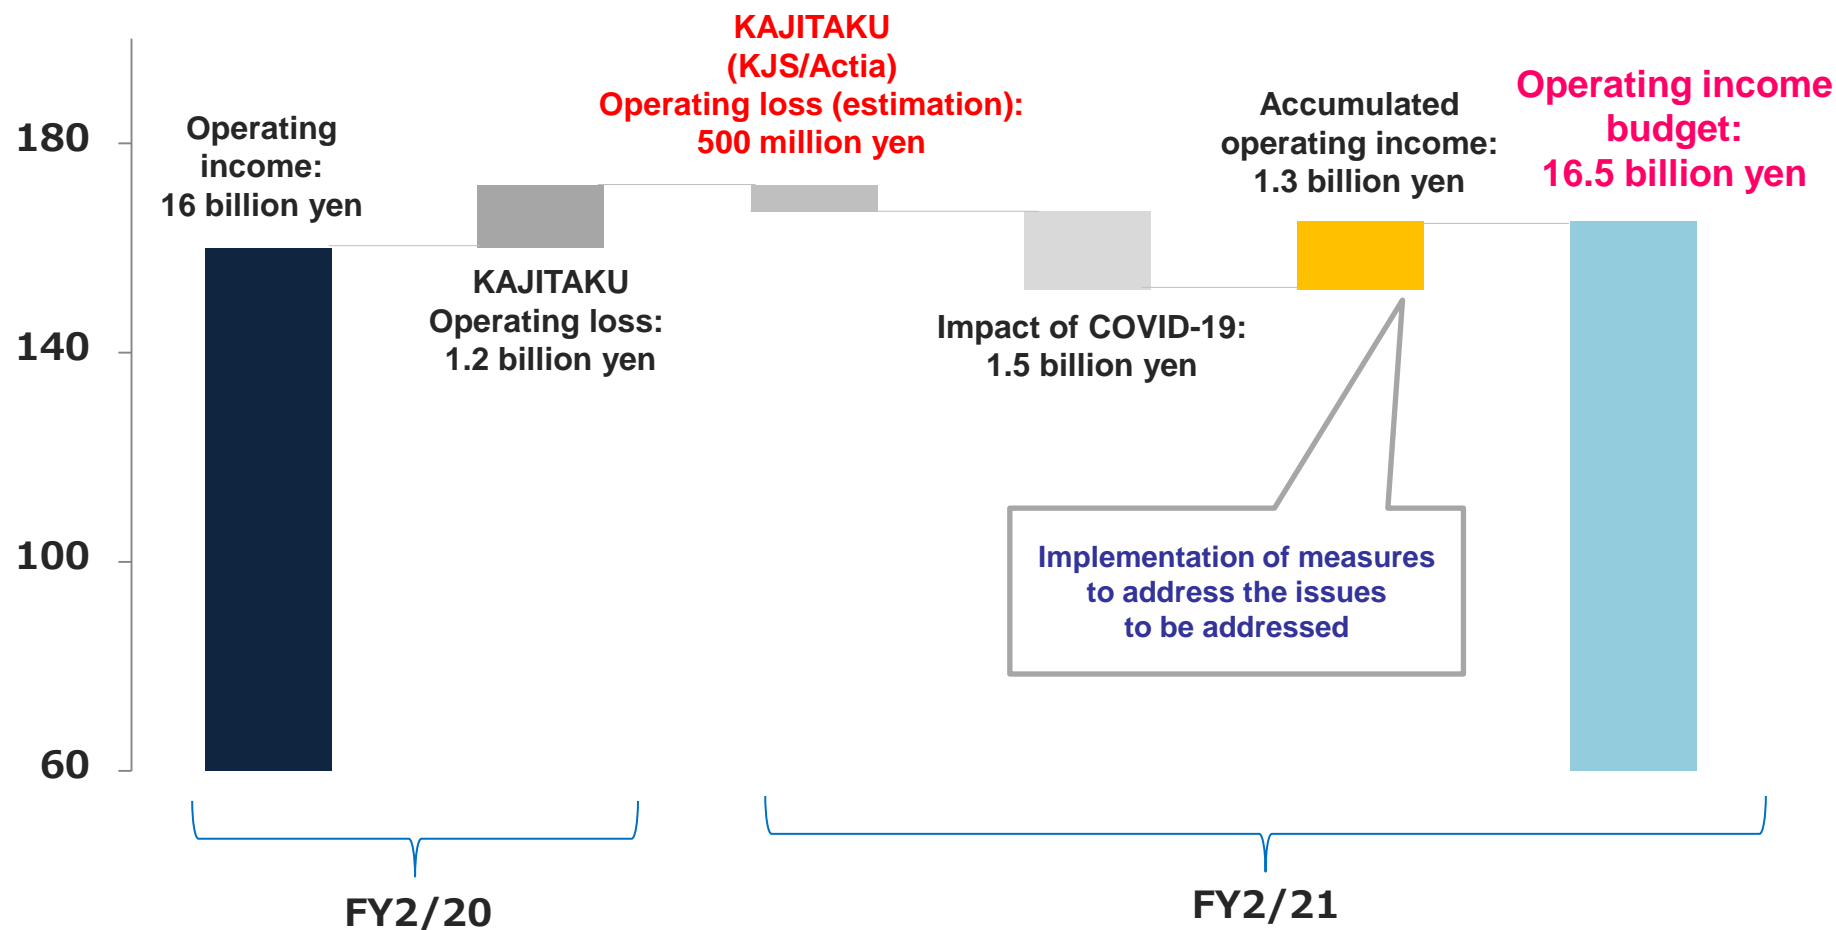 KAJITAKU
(KJS/Actia)
Operating loss (estimation):
500 million yen
Operating income
budget:
16.5 billion yen
Accumulated
operating income:
1.3 billion yen
Operating
income:
16 billion yen
180
KAJITAKU
Operating loss:
1.2 billion yen
Impact of COVID-19:
1.5 billion yen
140
Implementation of measures
to address the issues
to be addressed
100
60
FY2/20
FY2/21